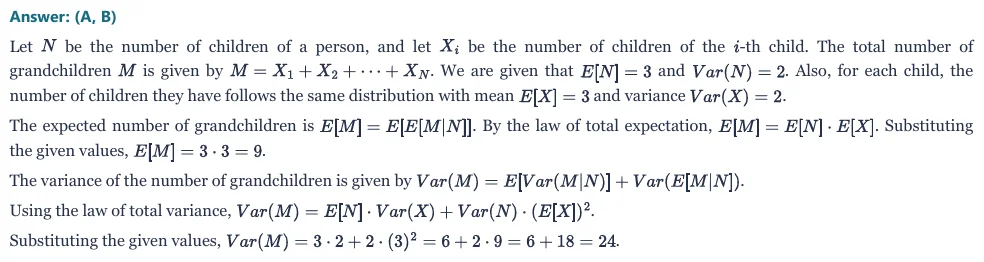 Answer: (A, B)
Let N be the number of children of a person, and let Xᵢ be the number of children of the i-th child. The total number of
grandchildren M is given by M = X₁ + X₂ + ⋯ + X_N. We are given that E[N] = 3 and Var(N) = 2. Also, for each child, the
number of children they have follows the same distribution with mean E[X] = 3 and variance Var(X) = 2.
The expected number of grandchildren is E[M] = E[E[M|N]]. By the law of total expectation, E[M] = E[N] · E[X]. Substituting
the given values, E[M] = 3 · 3 = 9.
The variance of the number of grandchildren is given by Var(M) = E[Var(M|N)] + Var(E[M|N]).
Using the law of total variance, Var(M) = E[N] · Var(X) + Var(N) · (E[X])².
Substituting the given values, Var(M) = 3 · 2 + 2 · (3)² = 6 + 2 · 9 = 6 + 18 = 24.